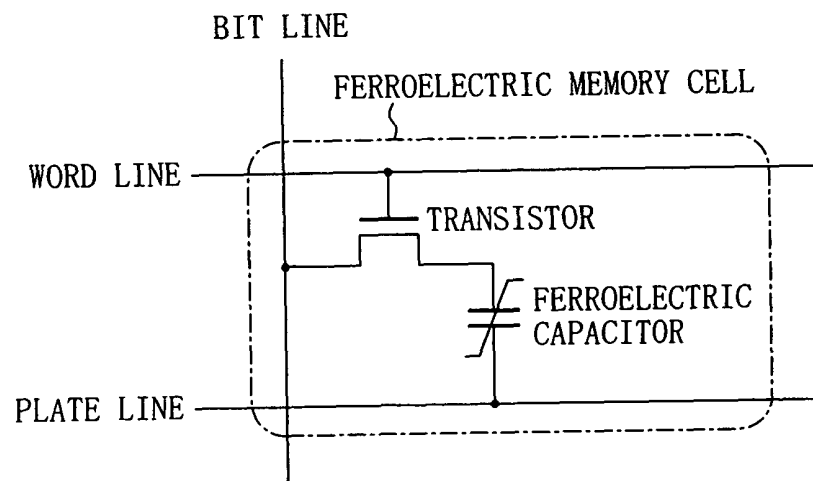 BIT LINE
FERROELECTRIC MEMORY CELL
WORD LINE
TRANSISTOR
FERROELECTRIC
CAPACITOR
PLATE LINE